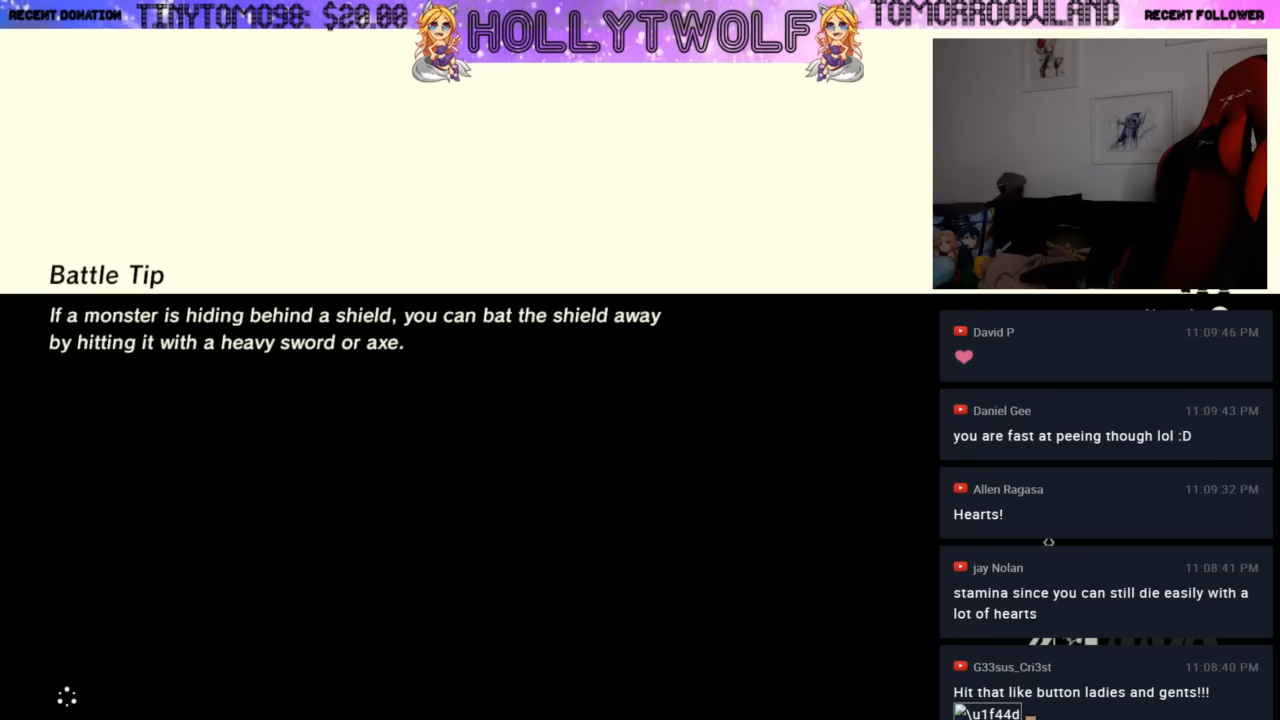 RECENT DONATION
TINYTOMO98: $20.00
HOLLYTWOLF
TOMORROOWLAND
RECENT FOLLOWER
Battle Tip
If a monster is hiding behind a shield, you can bat the shield away
by hitting it with a heavy sword or axe.
David P
11:09:46 PM
Daniel Gee
11:09:43 PM
you are fast at peeing though lol :D
Allen Ragasa
11:09:32 PM
Hearts!
jay Nolan
11:08:41 PM
stamina since you can still die easily with a
lot of hearts
G33sus_Cri3st
11:08:40 PM
Hit that like button ladies and gents!!!
\u1f44d